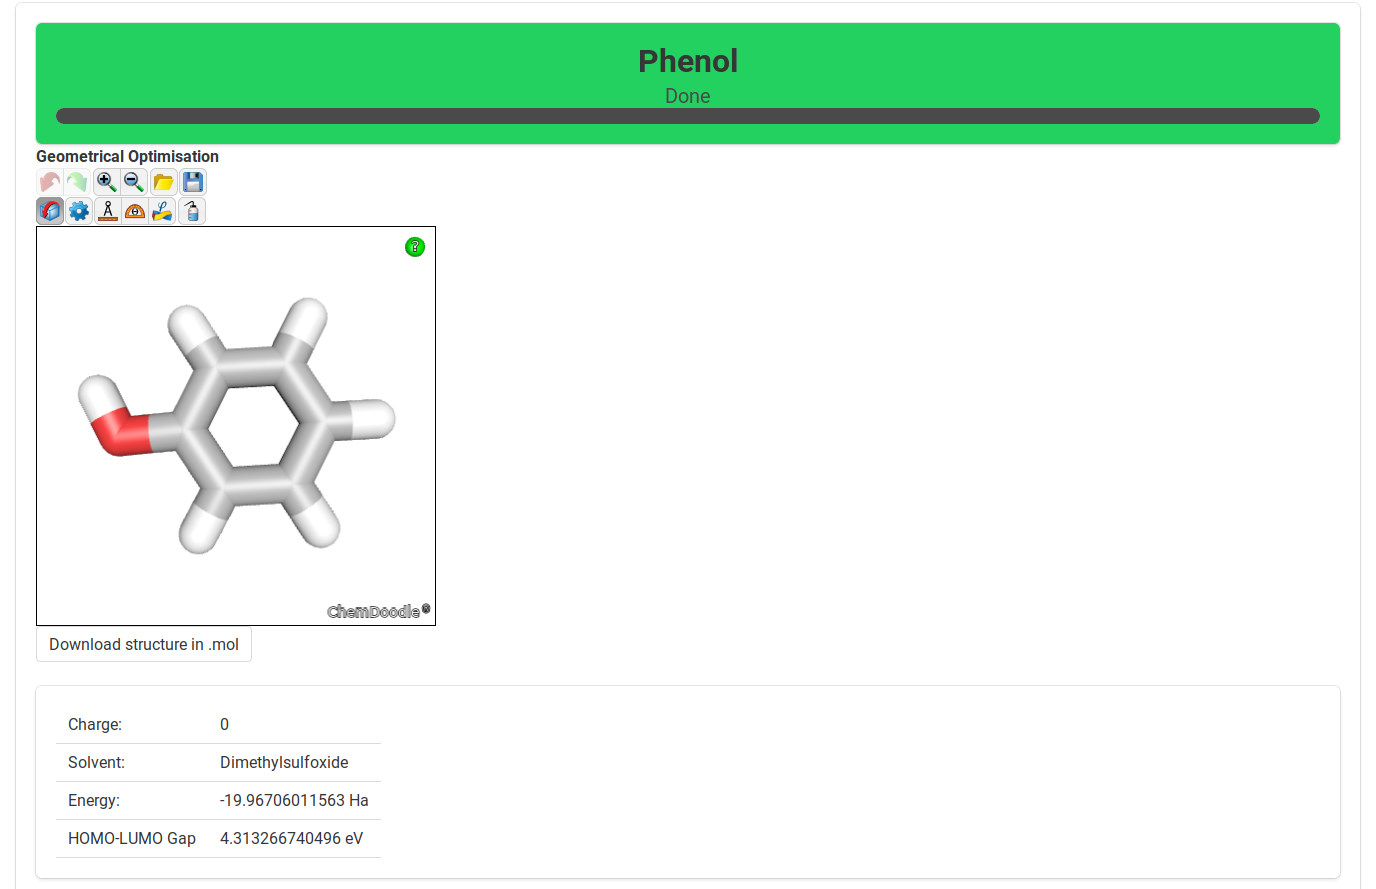 Phenol
Done
Geometrical Optimisation
?
ChemDoodle®
Download structure in .mol
Charge: 0
Solvent: Dimethylsulfoxide
Energy: -19.96706011563 Ha
HOMO-LUMO Gap 4.313266740496 eV